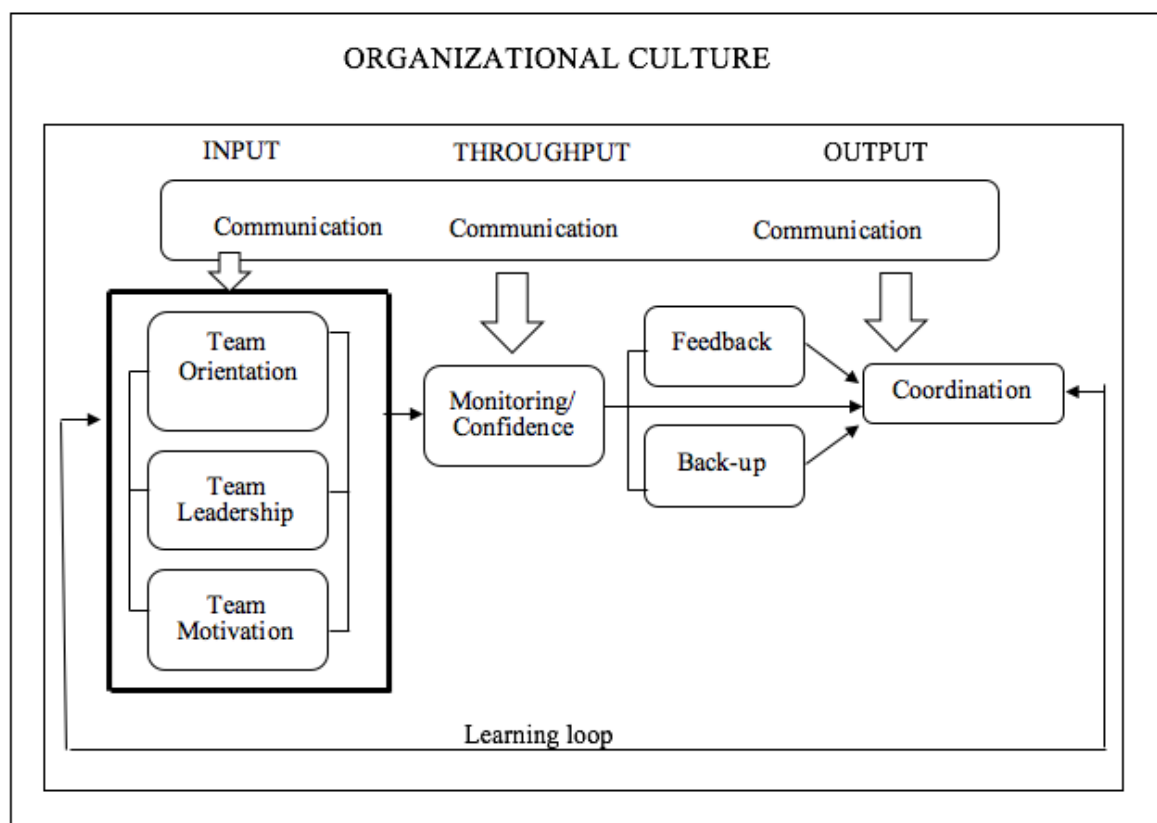 ORGANIZATIONAL CULTURE
INPUT THROUGHPUT OUTPUT
Communication Communication Communication
Team
Orientation
Team
Leadership
Team
Motivation
Monitoring/
Confidence
Feedback
Back-up
Coordination
Learning loop